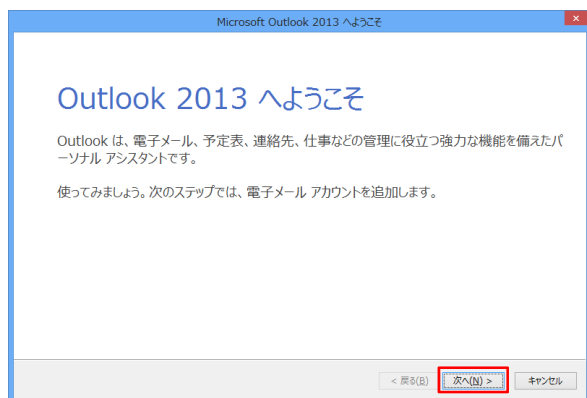 Microsoft Outlook 2013 へようこそ
Outlook 2013 へようこそ
Outlook は、電子メール、予定表、連絡先、仕事などの管理に役立つ強力な機能を備えたパ
ーソナル アシスタントです。
使ってみましょう。次のステップでは、電子メール アカウントを追加します。
< 戻る(B) 次へ(N) > キャンセル